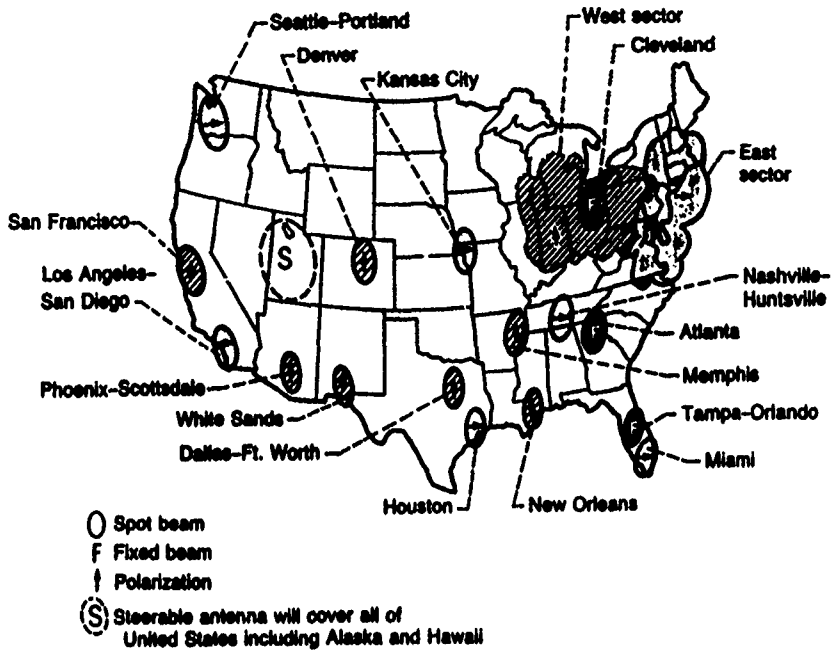 Seattle-Portland
West sector
Denver
Cleveland
Kansas City
East
sector
San Francisco
S
Los Angeles-
San Diego
Nashville-
Huntsville
Atlanta
Phoenix-Scottsdale
Memphis
White Sands
Tampa-Orlando
Dallas-Ft. Worth
Miami
Houston
New Orleans
Spot beam
F Fixed beam
Polarization
S Steerable antenna will cover all of
United States including Alaska and Hawaii